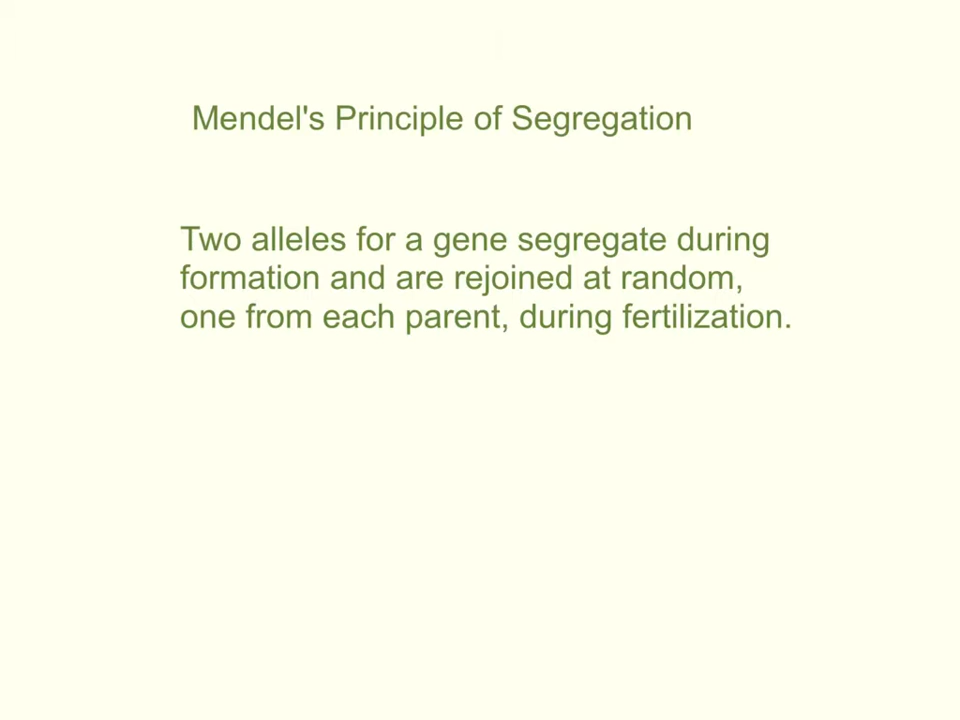 Mendel's Principle of Segregation
Two alleles for a gene segregate during
formation and are rejoined at random,
one from each parent, during fertilization.